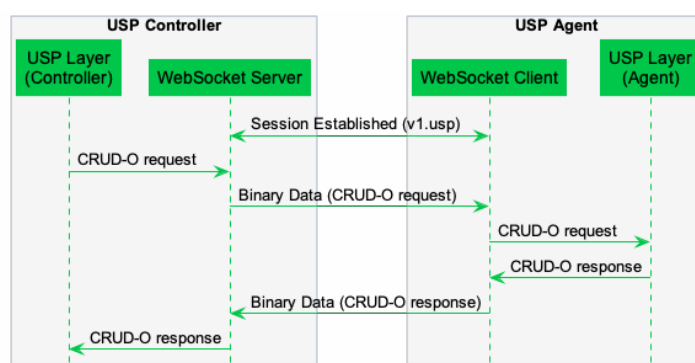 USP Controller
USP Agent
USP Layer
(Controller)
WebSocket Server
WebSocket Client
USP Layer
(Agent)
Session Established (v1.usp)
CRUD-O request
Binary Data (CRUD-O request)
CRUD-O request
CRUD-O response
Binary Data (CRUD-O response)
CRUD-O response